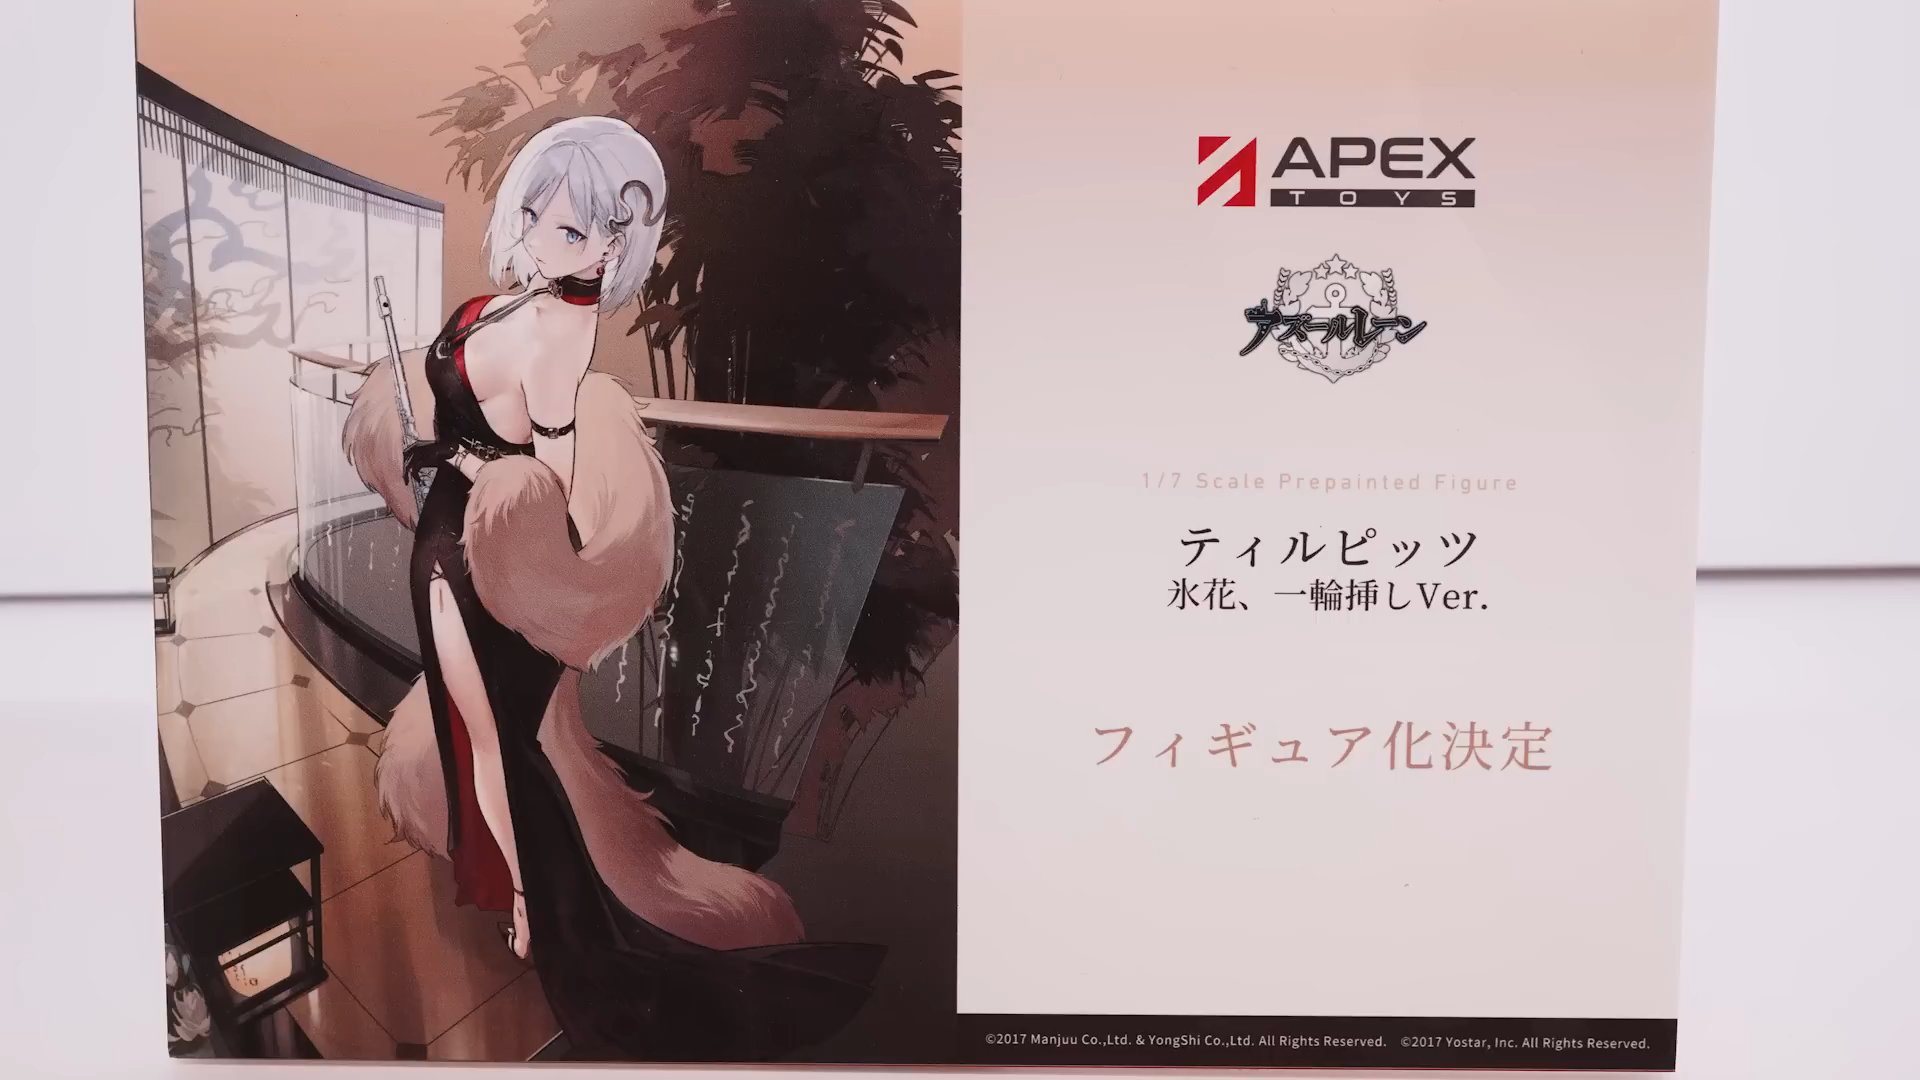 APEX
TOYS
アズールレーン
1/7 Scale Prepainted Figure
ティルピッツ
氷花、一輪挿しVer.
フィギュア化決定
©2017 Manjuu Co.,Ltd. & YongShi Co.,Ltd. All Rights Reserved. ©2017 Yostar, Inc. All Rights Reserved.